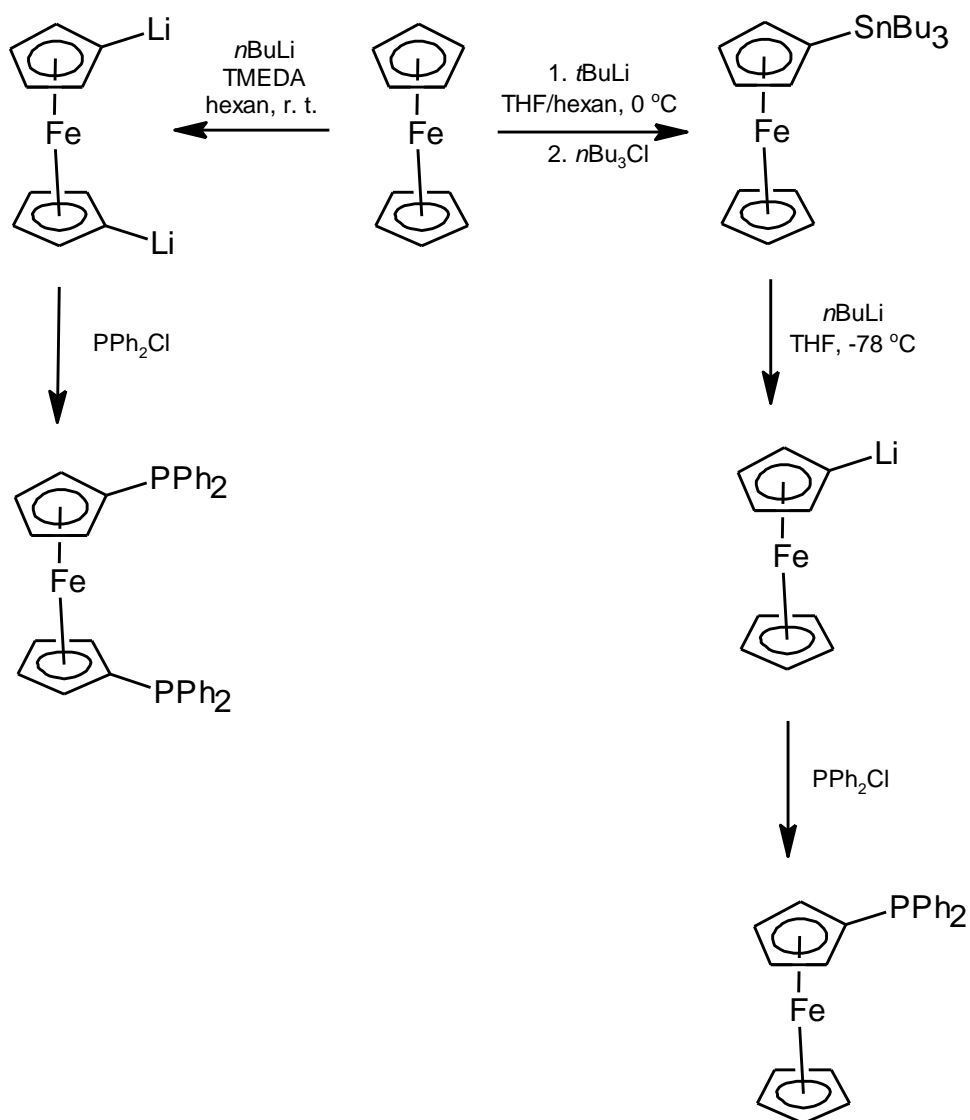 Li
Fe
Li
nBuLi
TMEDA
hexan, r. t.
Fe
1. tBuLi
THF/hexan, 0 °C
2. nBu₃Cl
SnBu₃
Fe
PPh₂Cl
nBuLi
THF, -78 °C
PPh₂
Fe
PPh₂
Li
Fe
PPh₂Cl
PPh₂
Fe